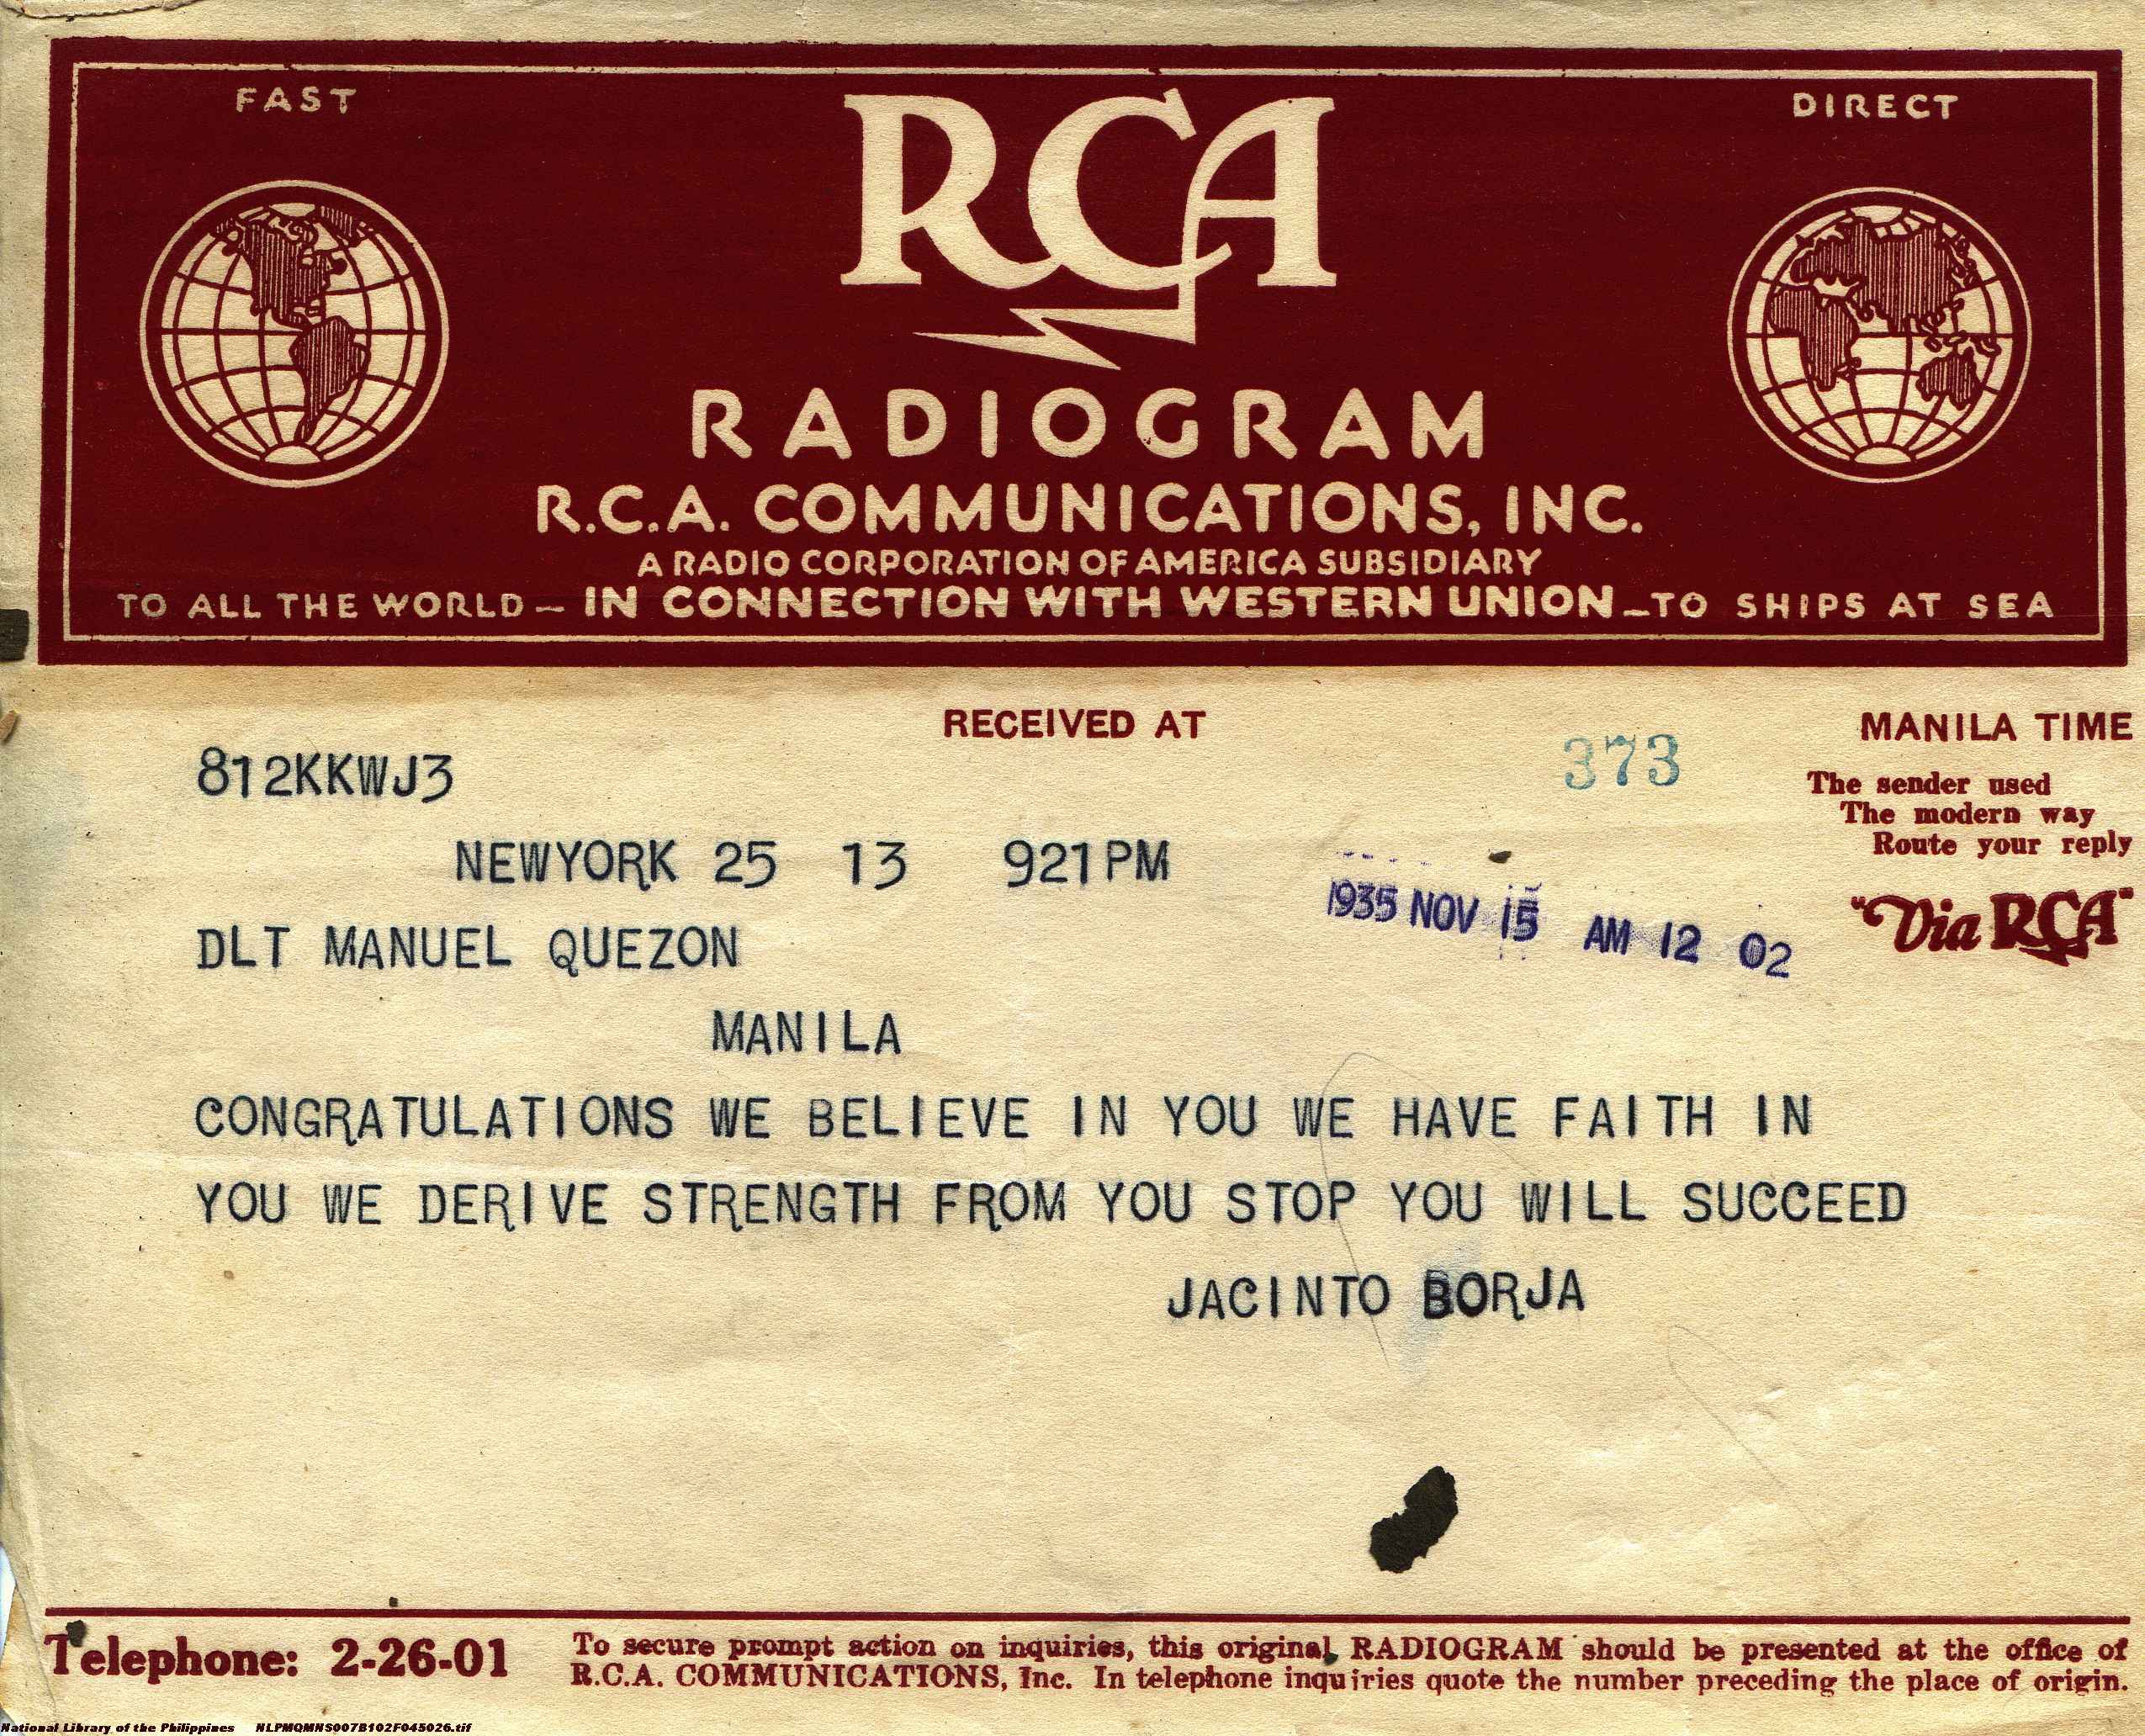 FAST
DIRECT
RCA
RADIOGRAM
R.C.A. COMMUNICATIONS, INC.
A RADIO CORPORATION OF AMERICA SUBSIDIARY
TO ALL THE WORLD – IN CONNECTION WITH WESTERN UNION – TO SHIPS AT SEA
RECEIVED AT
MANILA TIME
373
812KKWJ3
The sender used
The modern way
Route your reply
"Via RCA"
NEWYORK 25 13 921PM
1935 NOV 15 AM 12 02
DLT MANUEL QUEZON
MANILA
CONGRATULATIONS WE BELIEVE IN YOU WE HAVE FAITH IN
YOU WE DERIVE STRENGTH FROM YOU STOP YOU WILL SUCCEED
JACINTO BORJA
Telephone: 2-26-01
To secure prompt action on inquiries, this original RADIOGRAM should be presented at the office of
R.C.A. COMMUNICATIONS, Inc. In telephone inquiries quote the number preceding the place of origin.
National Library of the Philippines NLPMQMNS007B102F045026.tif